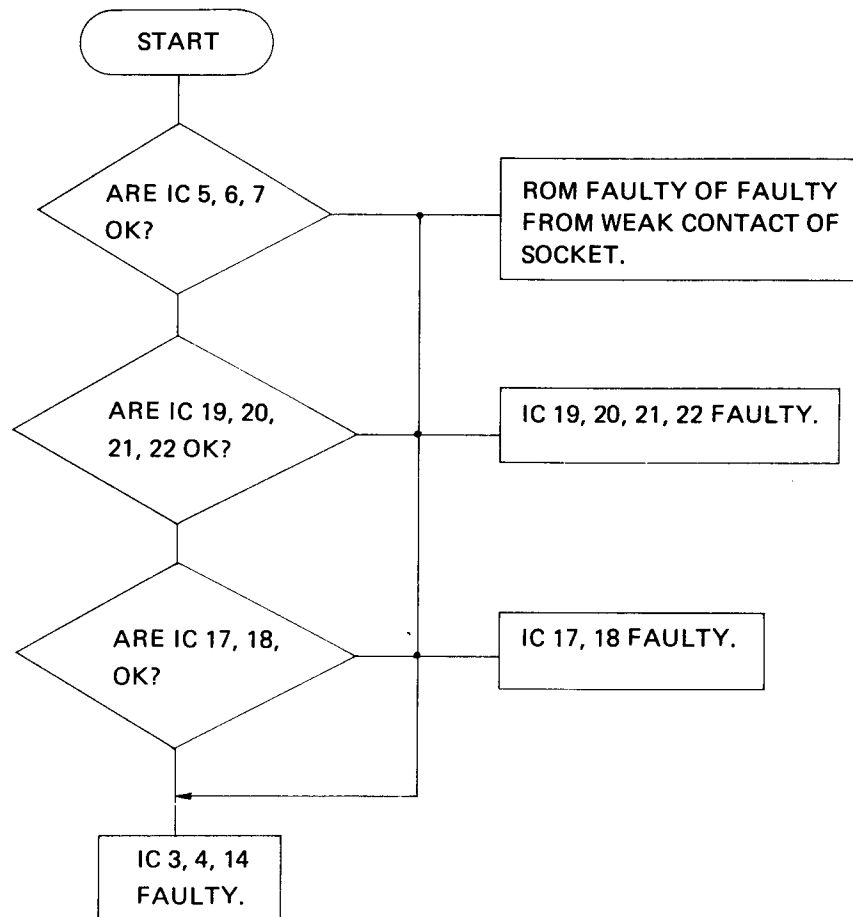 START
ARE IC 5, 6, 7
OK?
ROM FAULTY OF FAULTY
FROM WEAK CONTACT OF
SOCKET.
ARE IC 19, 20,
21, 22 OK?
IC 19, 20, 21, 22 FAULTY.
ARE IC 17, 18,
OK?
IC 17, 18 FAULTY.
IC 3, 4, 14
FAULTY.